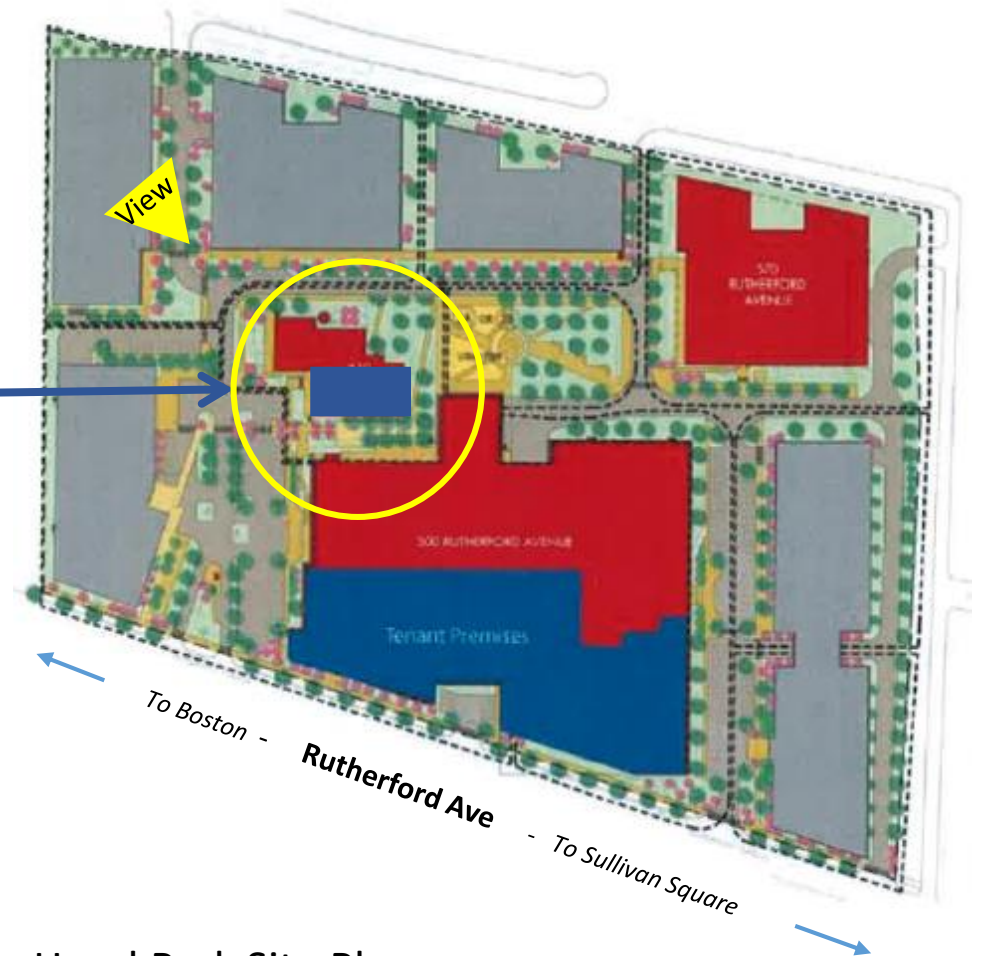 View
570
RUTHERFORD
AVENUE
500 RUTHERFORD AVENUE
Tenant Premises
To Boston -
Rutherford Ave
- To Sullivan Square